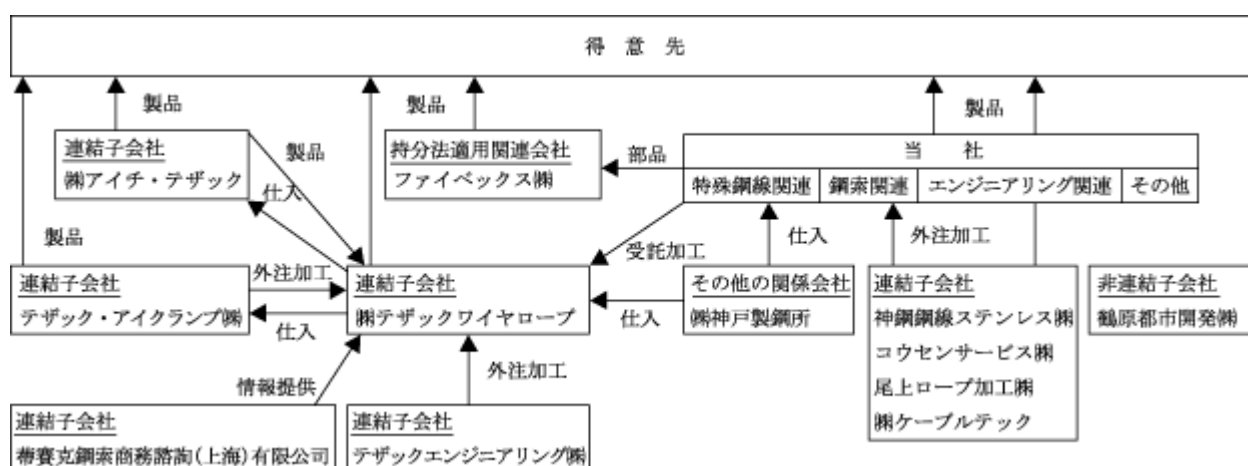 得意先
製品
製品
製品
連結子会社
㈱アイチ・テザック
製品
仕入
持分法適用関連会社
ファイベックス㈱
部品
当社
特殊鋼線関連
鋼索関連
エンジニアリング関連
その他
製品
外注加工
受託加工
仕入
外注加工
連結子会社
テザック・アイクランプ㈱
仕入
連結子会社
㈱テザックワイヤロープ
仕入
その他の関係会社
㈱神戸製鋼所
連結子会社
神鋼鋼線ステンレス㈱
コウセンサービス㈱
尾上ロープ加工㈱
㈱ケーブルテック
非連結子会社
鶴原都市開発㈱
情報提供
外注加工
連結子会社
蒂賽克鋼索商務諮詢(上海)有限公司
連結子会社
テザックエンジニアリング㈱